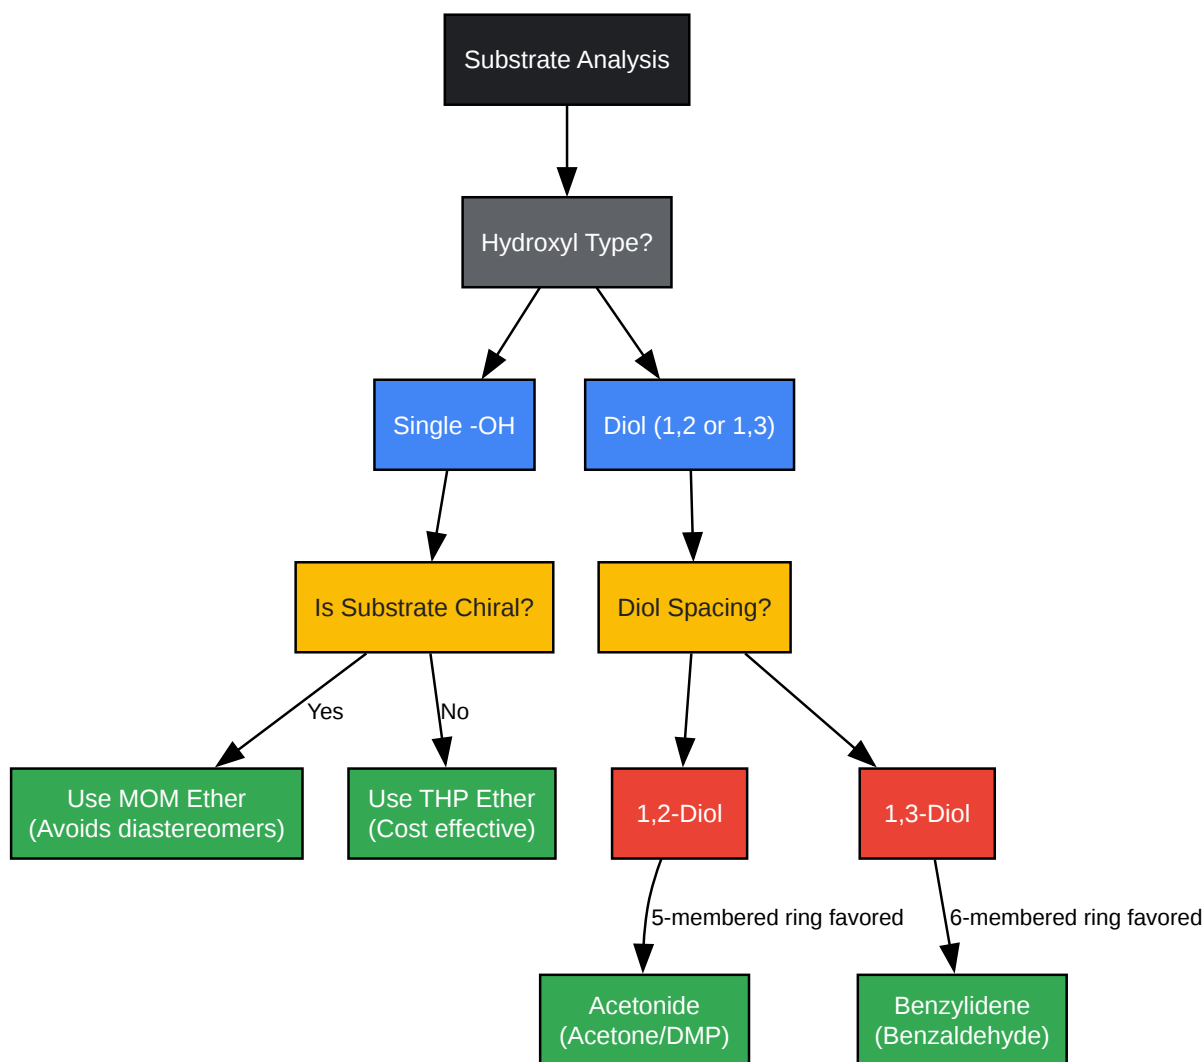 Substrate Analysis
Hydroxyl Type?
Single -OH
Diol (1,2 or 1,3)
Is Substrate Chiral?
Diol Spacing?
Yes
No
Use MOM Ether
(Avoids diastereomers)
Use THP Ether
(Cost effective)
1,2-Diol
1,3-Diol
5-membered ring favored
6-membered ring favored
Acetonide
(Acetone/DMP)
Benzylidene
(Benzaldehyde)